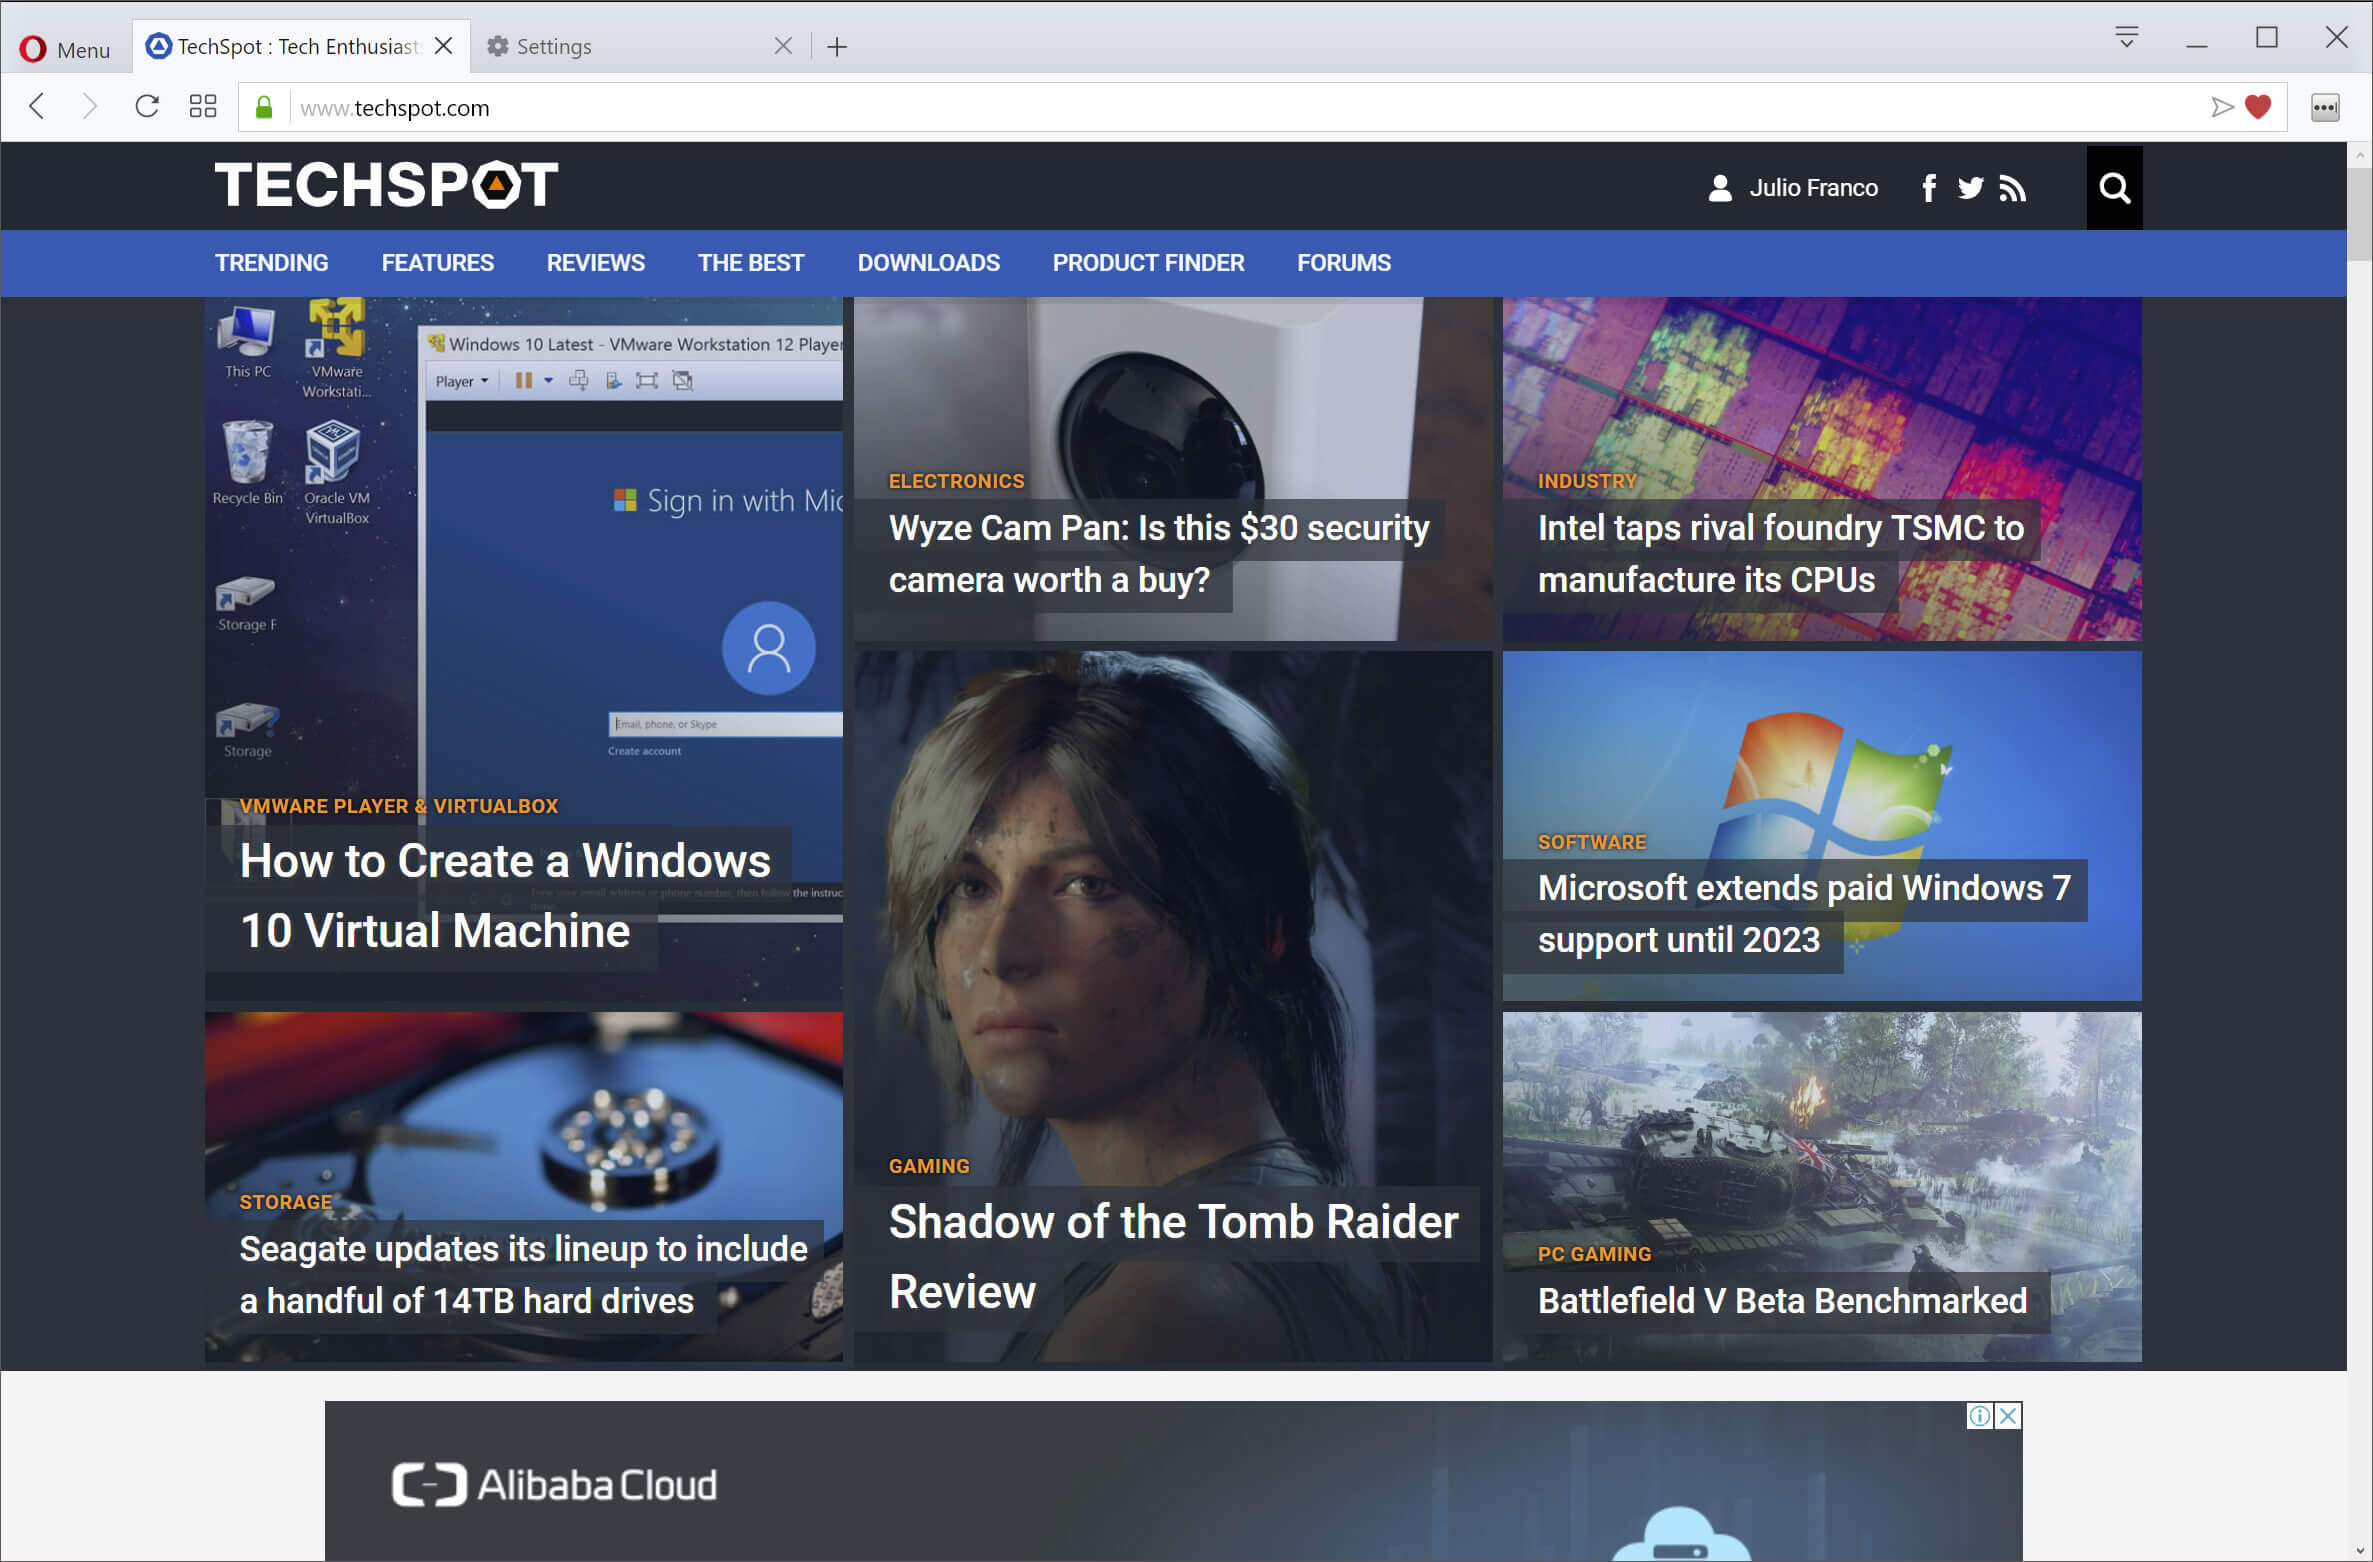 Menu
TechSpot : Tech Enthusiast
Settings
www.techspot.com
TECHSPOT
Julio Franco
TRENDING
FEATURES
REVIEWS
THE BEST
DOWNLOADS
PRODUCT FINDER
FORUMS
This PC
VMware
Workstati...
Recycle Bin
Oracle VM
VirtualBox
Storage F
Storage
Windows 10 Latest - VMware Workstation 12 Player
Player
Sign in with Mic
Email, phone, or Skype
Create account
VMWARE PLAYER & VIRTUALBOX
How to Create a Windows
10 Virtual Machine
STORAGE
Seagate updates its lineup to include
a handful of 14TB hard drives
ELECTRONICS
Wyze Cam Pan: Is this $30 security
camera worth a buy?
GAMING
Shadow of the Tomb Raider
Review
INDUSTRY
Intel taps rival foundry TSMC to
manufacture its CPUs
SOFTWARE
Microsoft extends paid Windows 7
support until 2023
PC GAMING
Battlefield V Beta Benchmarked
Alibaba Cloud